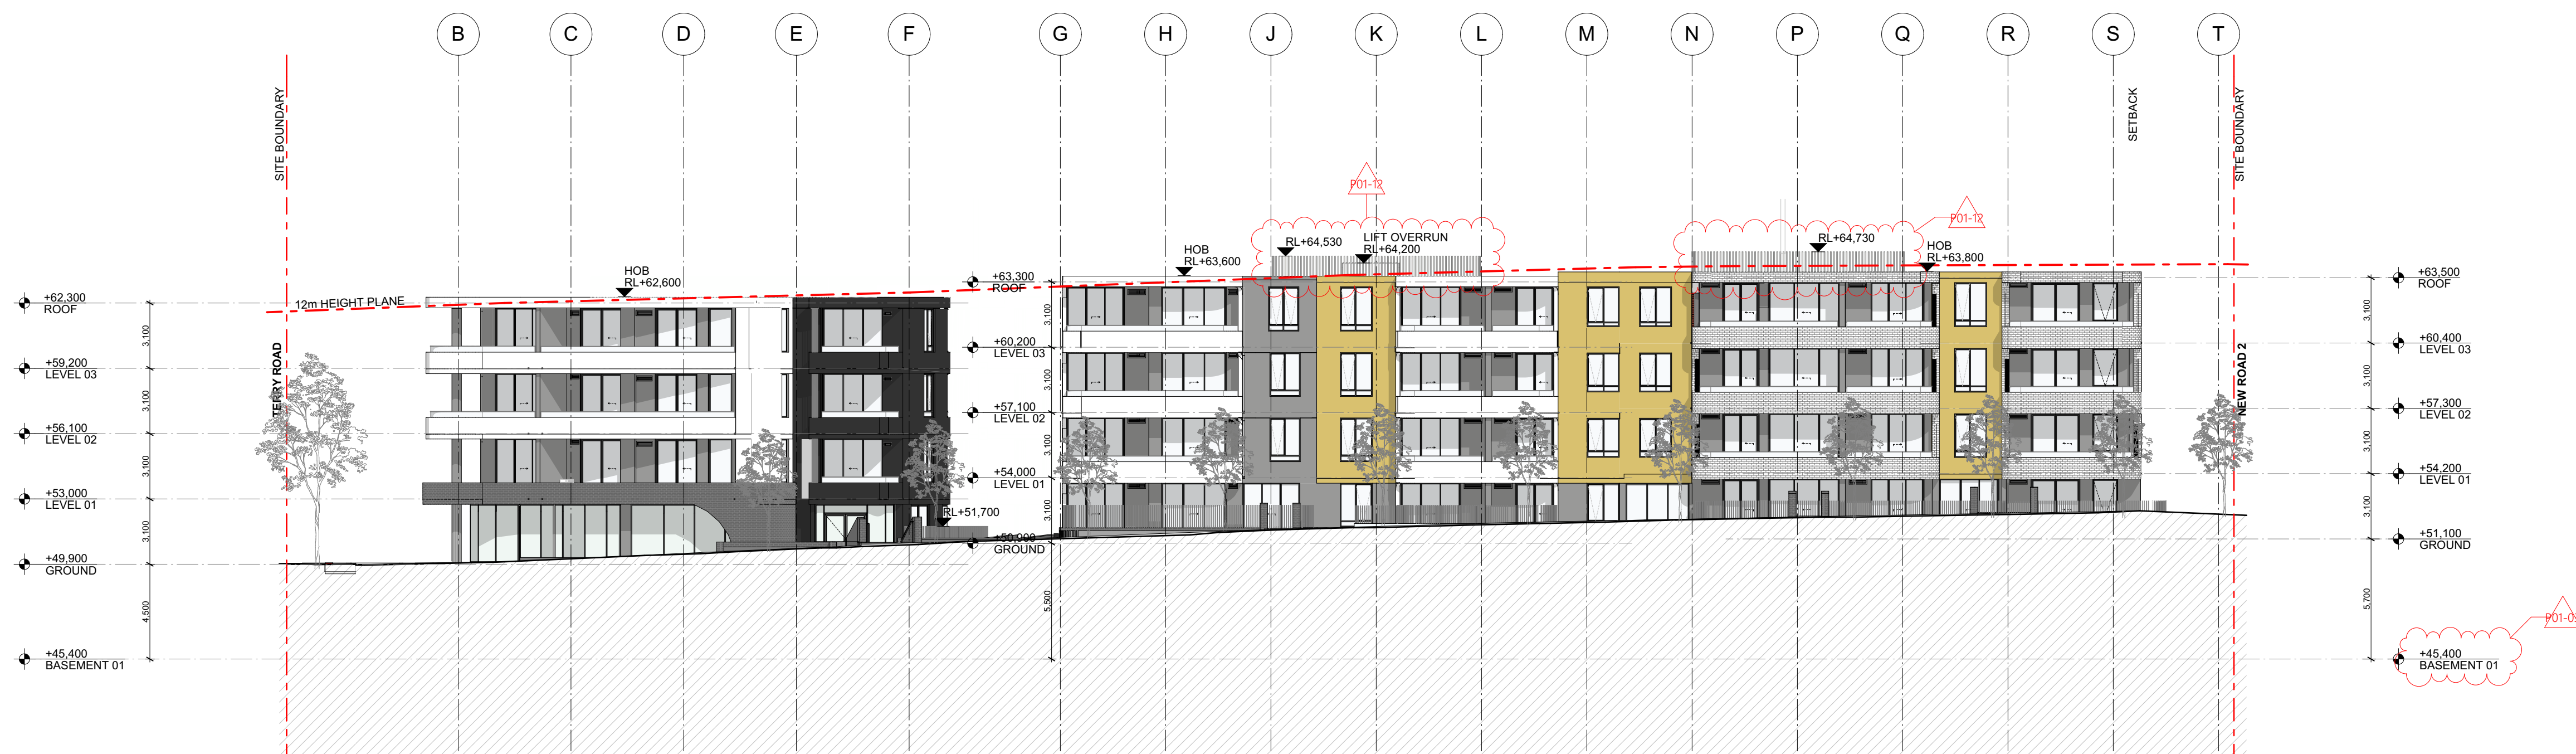 B
C
D
E
F
G
H
J
K
L
M
N
P
Q
R
S
T
SITE BOUNDARY
SETBACK
SITE BOUNDARY
P01-12
P01-12
HOB
RL+62,600
12m HEIGHT PLANE
HOB
RL+63,600
RL+64,530
LIFT OVERRUN
RL+64,200
RL+64,730
HOB
RL+63,800
+62,300
ROOF
3,100
+59,200
LEVEL 03
3,100
+56,100
LEVEL 02
3,100
+53,000
LEVEL 01
3,100
+49,900
GROUND
4,500
+45,400
BASEMENT 01
TERRY ROAD
RL+51,700
+63,300
ROOF
3,100
+60,200
LEVEL 03
3,100
+57,100
LEVEL 02
3,100
+54,000
LEVEL 01
3,100
+50,900
GROUND
5,500
NEW ROAD 2
+63,500
ROOF
3,100
+60,400
LEVEL 03
3,100
+57,300
LEVEL 02
3,100
+54,200
LEVEL 01
3,100
+51,100
GROUND
5,700
+45,400
BASEMENT 01